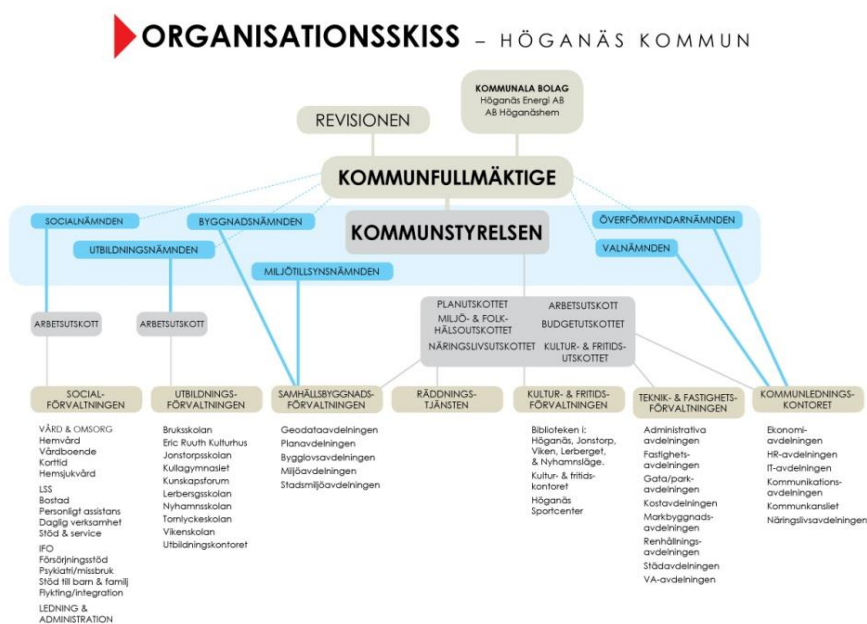 ORGANISATIONSSKISS – HÖGANÄS KOMMUN
KOMMUNALA BOLAG
Höganäs Energi AB
AB Höganäshem
REVISIONEN
KOMMUNFULLMÄKTIGE
SOCIALNÄMNDEN
BYGGNADSNÄMNDEN
ÖVERFÖRMYNDARNÄMNDEN
KOMMUNSTYRELSEN
UTBILDNINGSNÄMNDEN
VALNÄMNDEN
MILJÖTILLSYNSNÄMNDEN
ARBETSUTSKOTT
ARBETSUTSKOTT
PLANUTSKOTTET
MILJÖ- & FOLK-
HÄLSOUTSKOTTET
NÄRINGSLIVSUTSKOTTET
ARBETSUTSKOTT
BUDGETUTSKOTTET
KULTUR- & FRITIDS-
UTSKOTTET
SOCIAL-
FÖRVALTNINGEN
VÅRD & OMSORG
Hemvård
Vårdboende
Korttid
Hemsjukvård
LSS
Bostad
Personligt assistans
Daglig verksamhet
Stöd & service
IFO
Försörjningsstöd
Psykiatri/missbruk
Stöd till barn & familj
Flykting/integration
LEDNING &
ADMINISTRATION
UTBILDNINGS-
FÖRVALTNINGEN
Bruksskolan
Eric Ruuth Kulturhus
Jonstorpsskolan
Kullagymnasiet
Kunskapsforum
Lerbergsskolan
Nyhamnsskolan
Tornlyckeskolan
Vikenskolan
Utbildningskontoret
SAMHÄLLSBYGGNADS-
FÖRVALTNINGEN
Geodataavdelningen
Planavdelningen
Bygglovsavdelningen
Miljöavdelningen
Stadsmiljöavdelningen
RÄDDNINGS-
TJÄNSTEN
KULTUR- & FRITIDS-
FÖRVALTNINGEN
Biblioteken i:
Höganäs, Jonstorp,
Viken, Lerberget,
& Nyhamnsläge.
Kultur- & fritids-
kontoret
Höganäs
Sportcenter
TEKNIK- & FASTIGHETS-
FÖRVALTNINGEN
Administrativa
avdelningen
Fastighets-
avdelningen
Gata/park-
avdelningen
Kostavdelningen
Markbyggnads-
avdelningen
Renhållnings-
avdelningen
Städavdelningen
VA-avdelningen
KOMMUNLEDNINGS-
KONTORET
Ekonomi-
avdelningen
HR-avdelningen
IT-avdelningen
Kommunikations-
avdelningen
Kommunkansliet
Näringslivsavdelningen